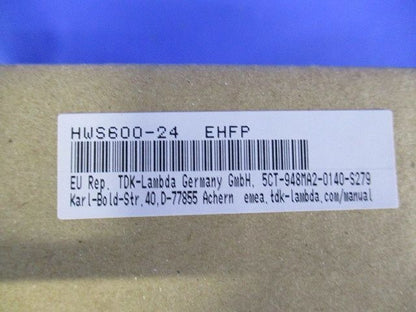 HWS600-24 EHFP
EU Rep. TDK-Lambda Germany GmbH, 5CT-948MA2-0140-S279
Karl-Bold-Str.40,D-77855 Achern emea.tdk-lambda.com/manual